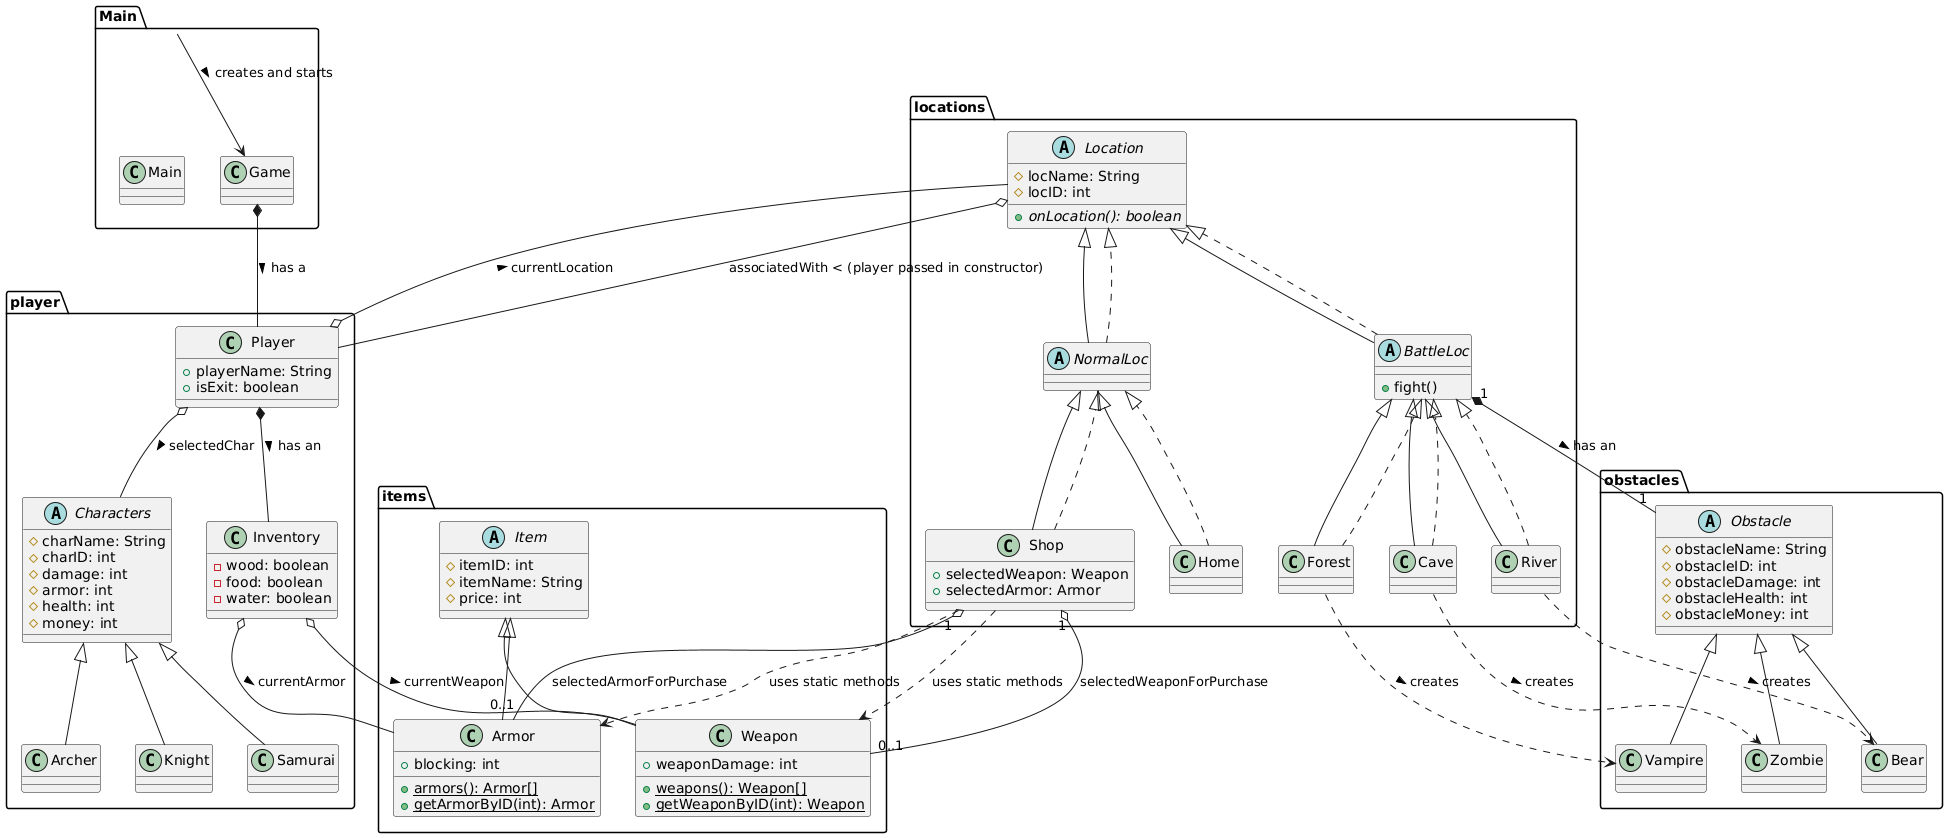 Main
creates and starts
C Main
C Game
has a
locations
A Location
locName: String
locID: int
onLocation(): boolean
currentLocation
associatedWith < (player passed in constructor)
player
C Player
playerName: String
isExit: boolean
A NormalLoc
A BattleLoc
fight()
1
selectedChar
has an
has an
1
A Characters
charName: String
charID: int
damage: int
armor: int
health: int
money: int
C Inventory
wood: boolean
food: boolean
water: boolean
items
A Item
itemID: int
itemName: String
price: int
C Shop
selectedWeapon: Weapon
selectedArmor: Armor
1
1
C Home
C Forest
C Cave
C River
obstacles
A Obstacle
obstacleName: String
obstacleID: int
obstacleDamage: int
obstacleHealth: int
obstacleMoney: int
currentArmor
currentWeapon
selectedArmorForPurchase
uses static methods
uses static methods
selectedWeaponForPurchase
creates
creates
creates
0..1
0..1
C Archer
C Knight
C Samurai
C Armor
blocking: int
armors(): Armor[]
getArmorByID(int): Armor
C Weapon
weaponDamage: int
weapons(): Weapon[]
getWeaponByID(int): Weapon
C Vampire
C Zombie
C Bear